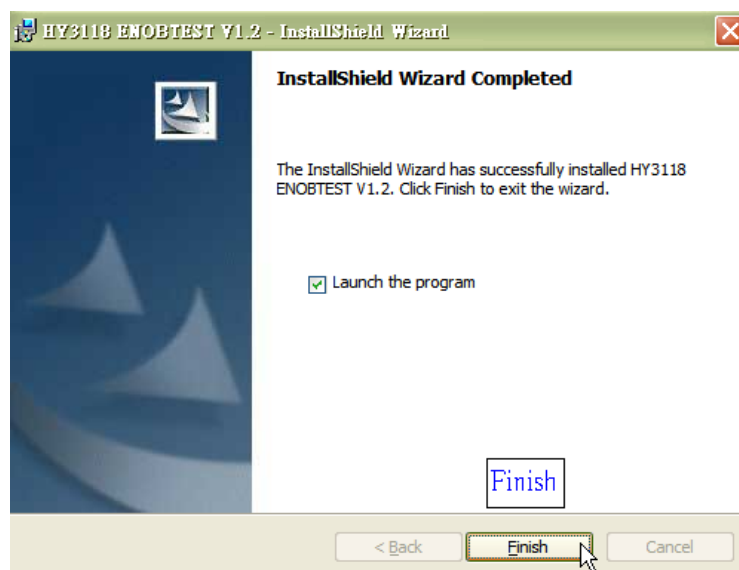 HY3118 ENOBTEST V1.2 - InstallShield Wizard
InstallShield Wizard Completed
The InstallShield Wizard has successfully installed HY3118
ENOBTEST V1.2. Click Finish to exit the wizard.
Launch the program
Finish
< Back Finish Cancel